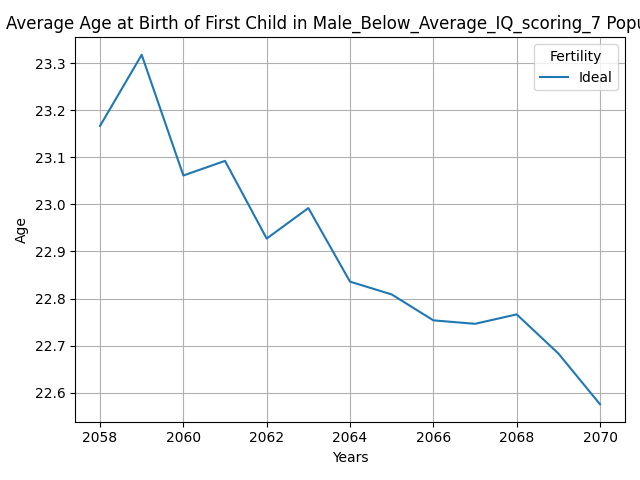 Average Age at Birth of First Child in Male_Below_Average_IQ_scoring_7
Fertility
Ideal
23.3
23.2
23.1
23.0
22.9
22.8
22.7
22.6
Age
2058 2060 2062 2064 2066 2068 2070
Years